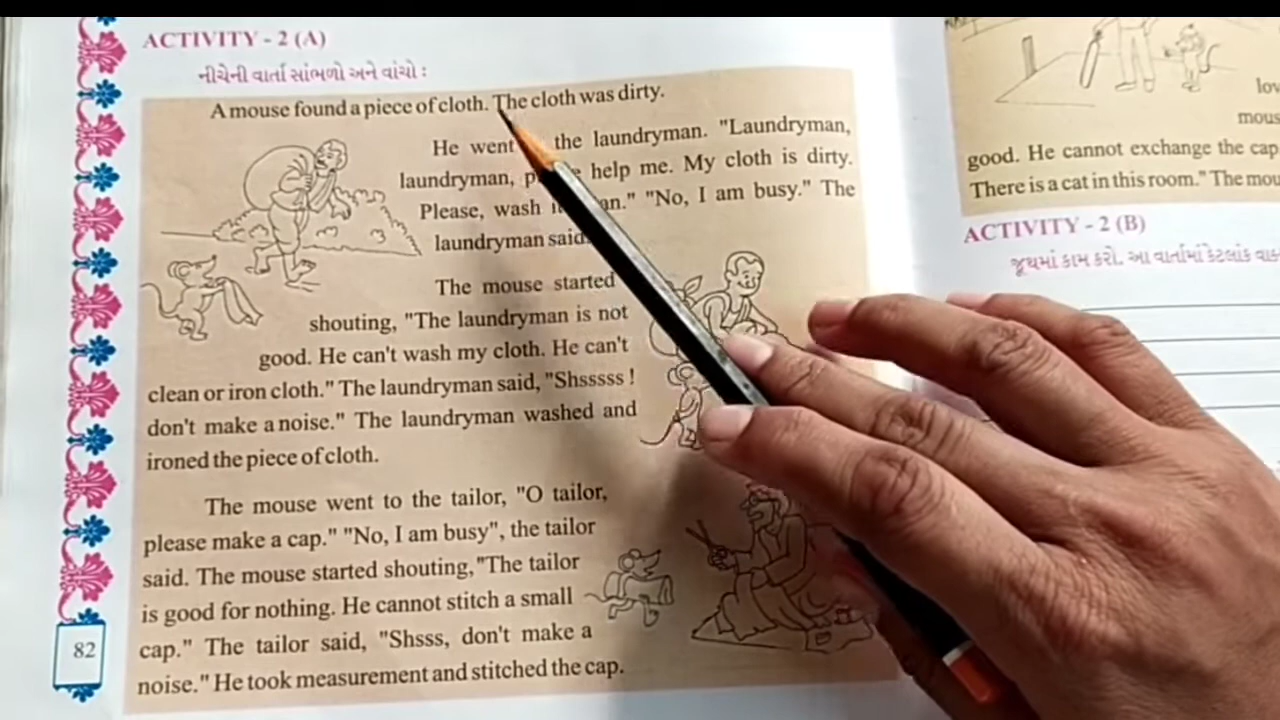 ACTIVITY - 2 (A)
નીચેની વાર્તા સાંભળો અને વાંચો :
A mouse found a piece of cloth. The cloth was dirty.
He went the laundryman. "Laundryman,
laundryman, help me. My cloth is dirty.
Please, wash "No, I am busy." The
laundryman said.
The mouse started
shouting, "The laundryman is not
good. He can't wash my cloth. He can't
clean or iron cloth." The laundryman said, "Shsssss !
don't make a noise." The laundryman washed and
ironed the piece of cloth.
The mouse went to the tailor, "O tailor,
please make a cap." "No, I am busy", the tailor
said. The mouse started shouting, "The tailor
is good for nothing. He cannot stitch a small
cap." The tailor said, "Shsss, don't make a
noise." He took measurement and stitched the cap.
82
good. He cannot exchange the cap
There is a cat in this room." The mou
ACTIVITY - 2 (B)
જૂથમાં કામ કરો. આ વાર્તામાં કેટલાંક